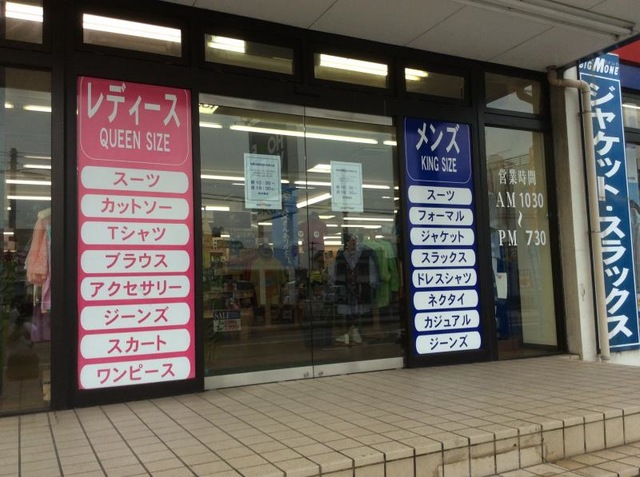 レディース
QUEEN SIZE
スーツ
カットソー
Tシャツ
ブラウス
アクセサリー
ジーンズ
スカート
ワンピース
メンズ
KING SIZE
スーツ
フォーマル
ジャケット
スラックス
ドレスシャツ
ネクタイ
カジュアル
ジーンズ
営業時間
AM 1030
~
PM 730
BIG MONE
ジャケット・スラックス
SALE